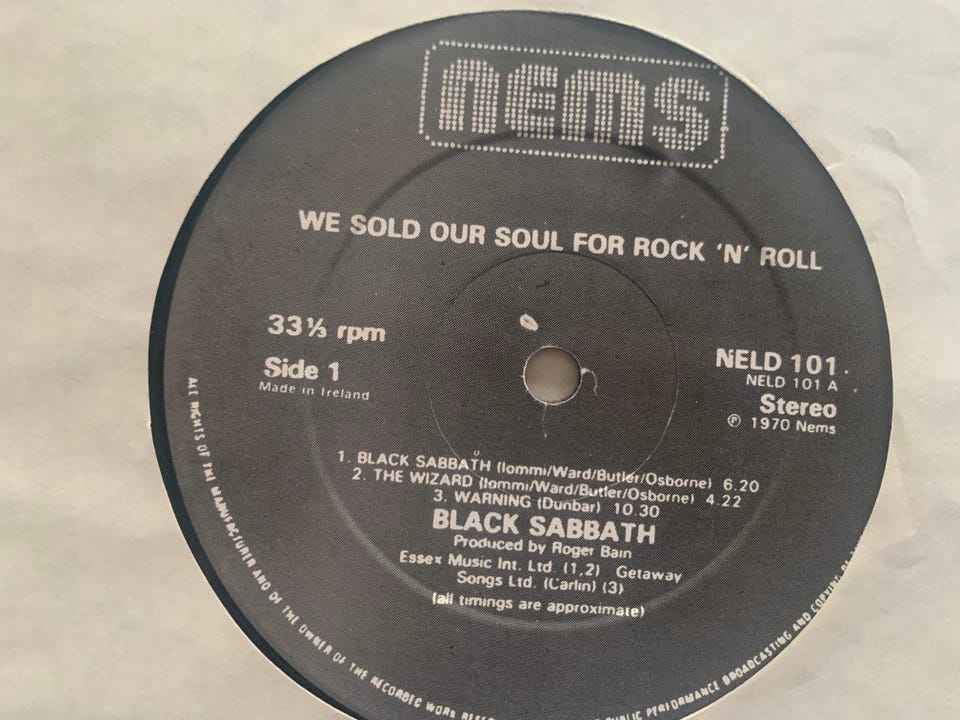 nems
WE SOLD OUR SOUL FOR ROCK 'N' ROLL
33⅓ rpm
Side 1
Made in Ireland
NELD 101
NELD 101 A
Stereo
℗ 1970 Nems
1. BLACK SABBATH (Iommi/Ward/Butler/Osborne) 6.20
2. THE WIZARD (Iommi/Ward/Butler/Osborne) 4.22
3. WARNING (Dunbar) 10.30
BLACK SABBATH
Produced by Roger Bain
Essex Music Int. Ltd. (1,2) Getaway
Songs Ltd. (Carlin) (3)
(all timings are approximate)
ALL RIGHTS OF THE MANUFACTURER AND OF THE OWNER OF THE RECORDED WORK PUBLIC PERFORMANCE BROADCASTING AND COPYING